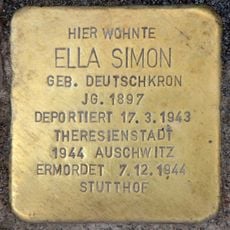 HIER WOHNTE
ELLA SIMON
GEB. DEUTSCHKRON
JG. 1897
DEPORTIERT 17.3.1943
THERESIENSTADT
1944 AUSCHWITZ
ERMORDET 7.12.1944
STUTTHOF